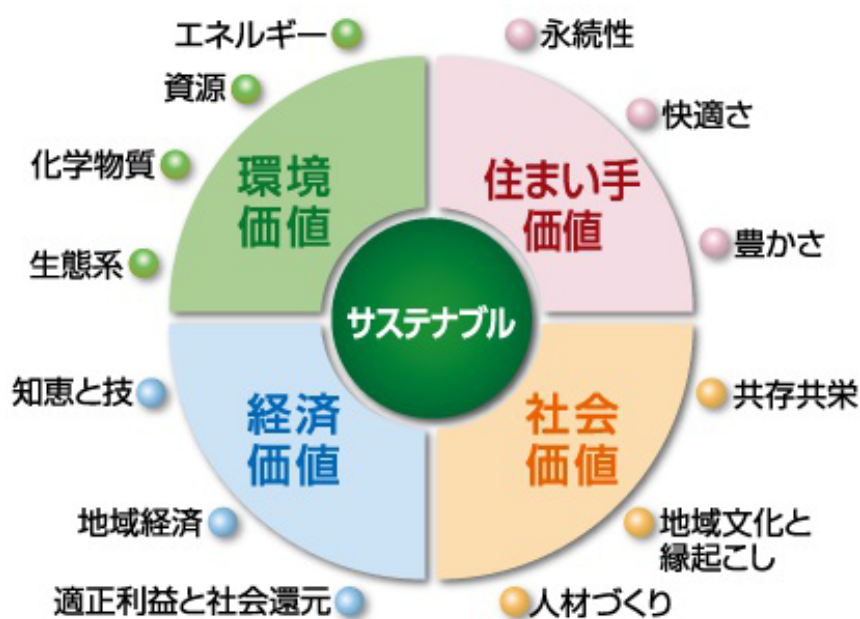 エネルギー
資源
化学物質
生態系
環境
価値
永続性
快適さ
豊かさ
住まい手
価値
サステナブル
知恵と技
地域経済
適正利益と社会還元
経済
価値
共存共栄
地域文化と
縁起こし
人材づくり
社会
価値